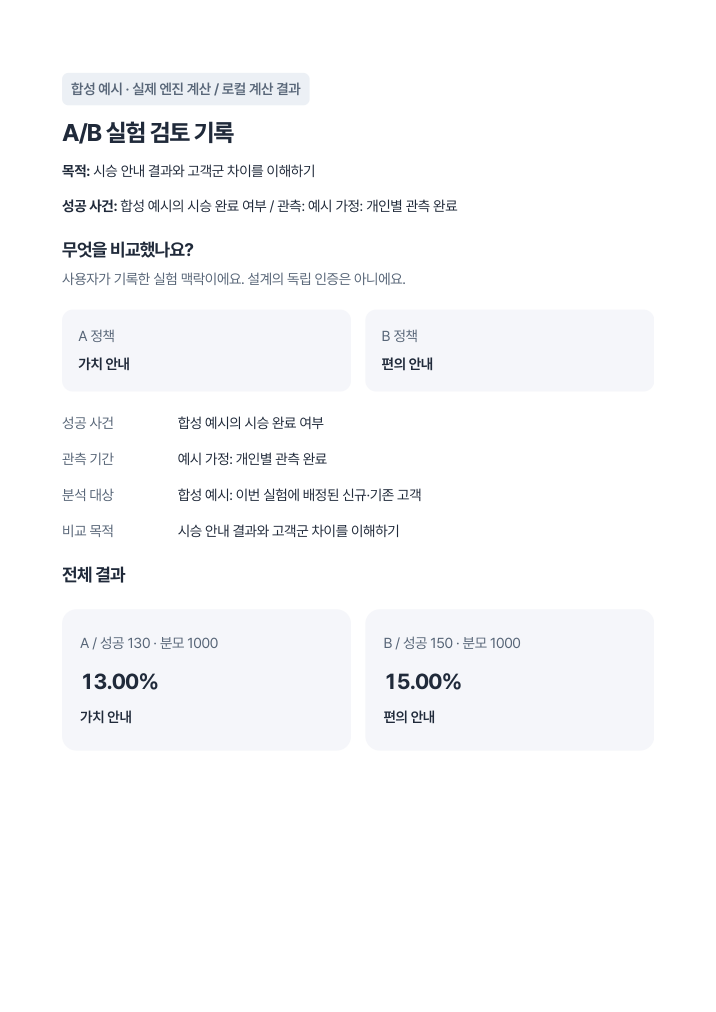 합성 예시 · 실제 엔진 계산 / 로컬 계산 결과
A/B 실험 검토 기록
목적: 시승 안내 결과와 고객군 차이를 이해하기
성공 사건: 합성 예시의 시승 완료 여부 / 관측: 예시 가정: 개인별 관측 완료
무엇을 비교했나요?
사용자가 기록한 실험 맥락이에요. 설계의 독립 인증은 아니에요.
A 정책
가치 안내
B 정책
편의 안내
성공 사건 합성 예시의 시승 완료 여부
관측 기간 예시 가정: 개인별 관측 완료
분석 대상 합성 예시: 이번 실험에 배정된 신규·기존 고객
비교 목적 시승 안내 결과와 고객군 차이를 이해하기
전체 결과
A / 성공 130 · 분모 1000
13.00%
가치 안내
B / 성공 150 · 분모 1000
15.00%
편의 안내